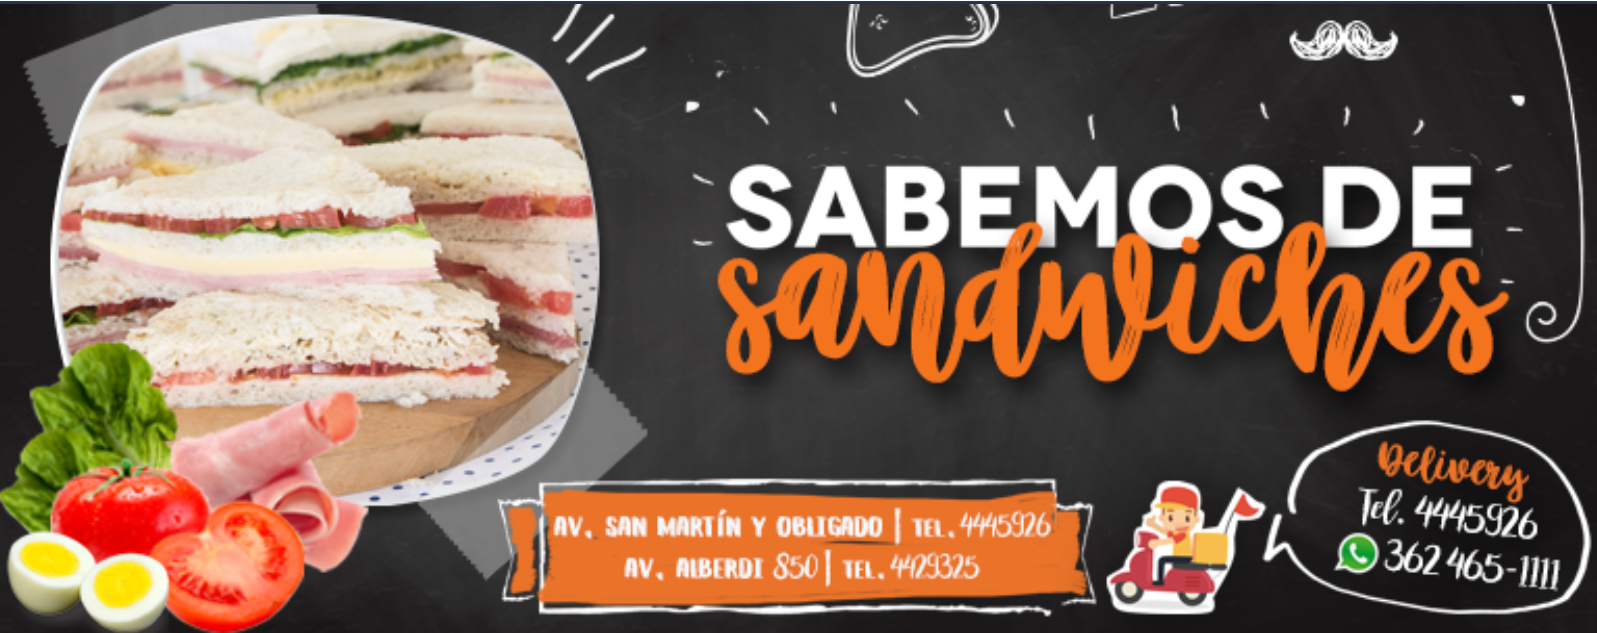 SABEMOS DE
sandwiches
AV. SAN MARTÍN Y OBLIGADO | TEL. 4445926
AV. ALBERDI 850 | TEL. 4429325
Delivery
Tel. 4445926
362 465-1111